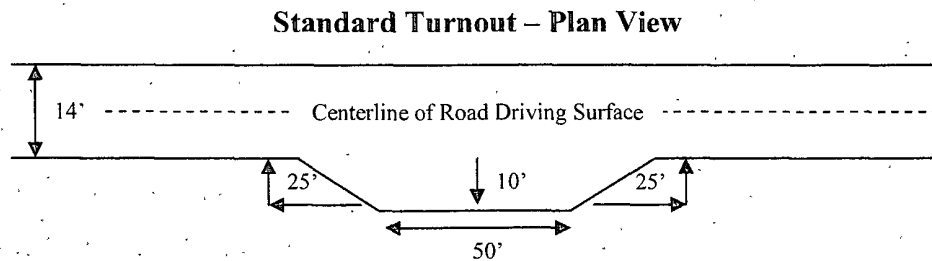 Standard Turnout – Plan View
14'
Centerline of Road Driving Surface
25'
10'
25'
50'